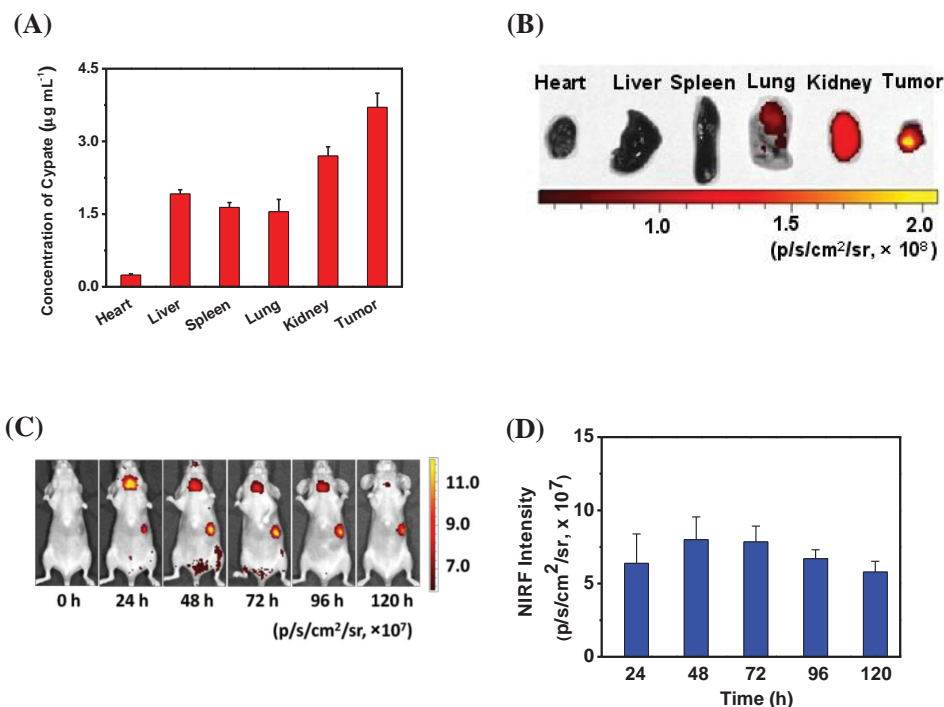 (A)
Concentration of Cypate (µg mL⁻¹)
4.5
3.0
1.5
0.0
Heart
Liver
Spleen
Lung
Kidney
Tumor
(B)
Heart Liver Spleen Lung Kidney Tumor
1.0 1.5 2.0
(p/s/cm²/sr, × 10⁸)
(C)
11.0
9.0
7.0
0 h 24 h 48 h 72 h 96 h 120 h
(p/s/cm²/sr, ×10⁷)
(D)
NIRF Intensity
(p/s/cm²/sr, x 10⁷)
15
10
5
0
24 48 72 96 120
Time (h)